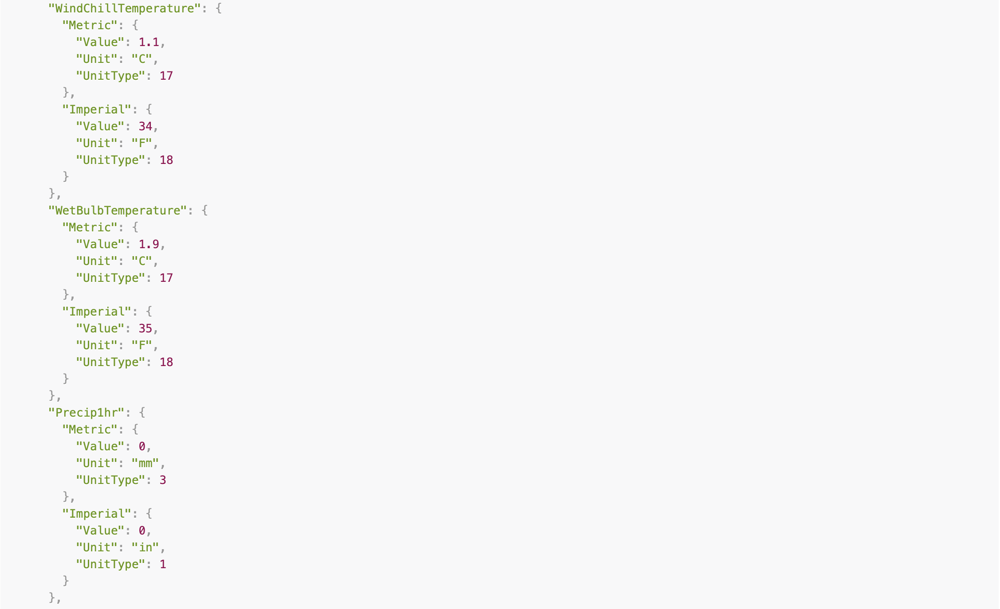 "WindChillTemperature": {
"Metric": {
"Value": 1.1,
"Unit": "C",
"UnitType": 17
},
"Imperial": {
"Value": 34,
"Unit": "F",
"UnitType": 18
}
},
"WetBulbTemperature": {
"Metric": {
"Value": 1.9,
"Unit": "C",
"UnitType": 17
},
"Imperial": {
"Value": 35,
"Unit": "F",
"UnitType": 18
}
},
"Precip1hr": {
"Metric": {
"Value": 0,
"Unit": "mm",
"UnitType": 3
},
"Imperial": {
"Value": 0,
"Unit": "in",
"UnitType": 1
}
},